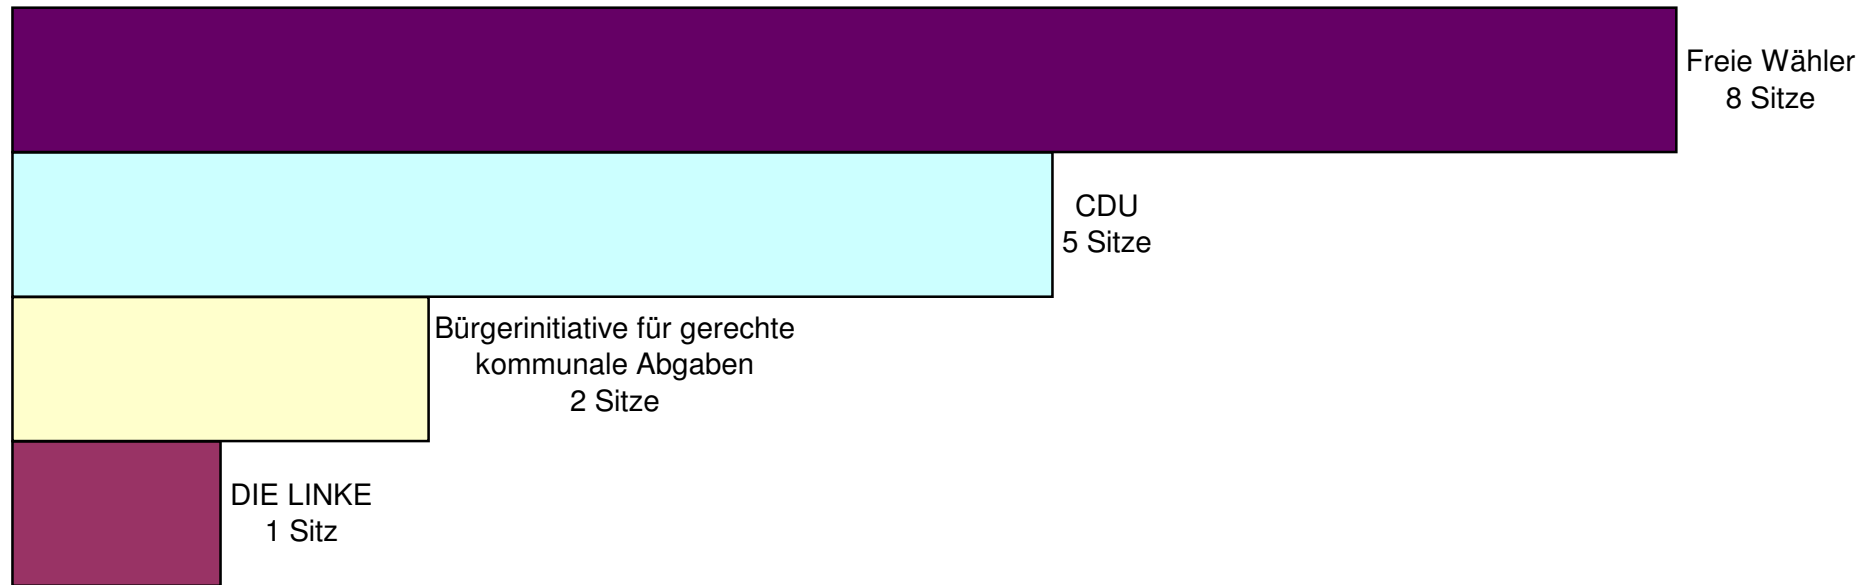 Freie Wähler
8 Sitze
CDU
5 Sitze
Bürgerinitiative für gerechte
kommunale Abgaben
2 Sitze
DIE LINKE
1 Sitz